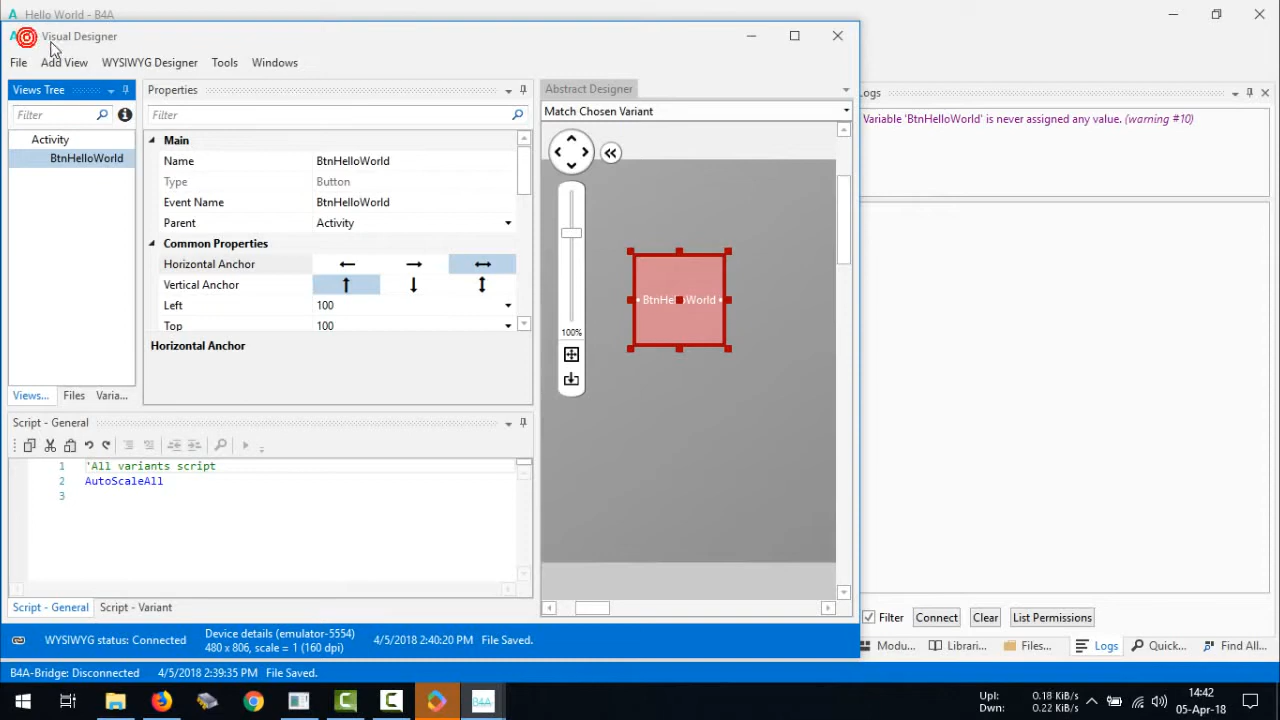 Hello World - B4A
Visual Designer
File Add View WYSIWYG Designer Tools Windows
Views Tree
Filter
Activity
BtnHelloWorld
Views... Files Varia...
Properties
Filter
Main
Name BtnHelloWorld
Type Button
Event Name BtnHelloWorld
Parent Activity
Common Properties
Horizontal Anchor
Vertical Anchor
Left 100
Top 100
Horizontal Anchor
Abstract Designer
Match Chosen Variant
BtnHelloWorld
100%
Script - General
1 'All variants script
2 AutoScaleAll
3
Script - General Script - Variant
WYSIWYG status: Connected
Device details (emulator-5554)
480 x 806, scale = 1 (160 dpi)
4/5/2018 2:40:20 PM File Saved.
Logs
Variable 'BtnHelloWorld' is never assigned any value. (warning #10)
Filter Connect Clear List Permissions
Modu... Librari... Files... Logs Quick... Find All...
B4A-Bridge: Disconnected 4/5/2018 2:39:35 PM File Saved.
B4A
Upl: 0.18 KiB/s
Dwn: 0.22 KiB/s
14:42
05-Apr-18